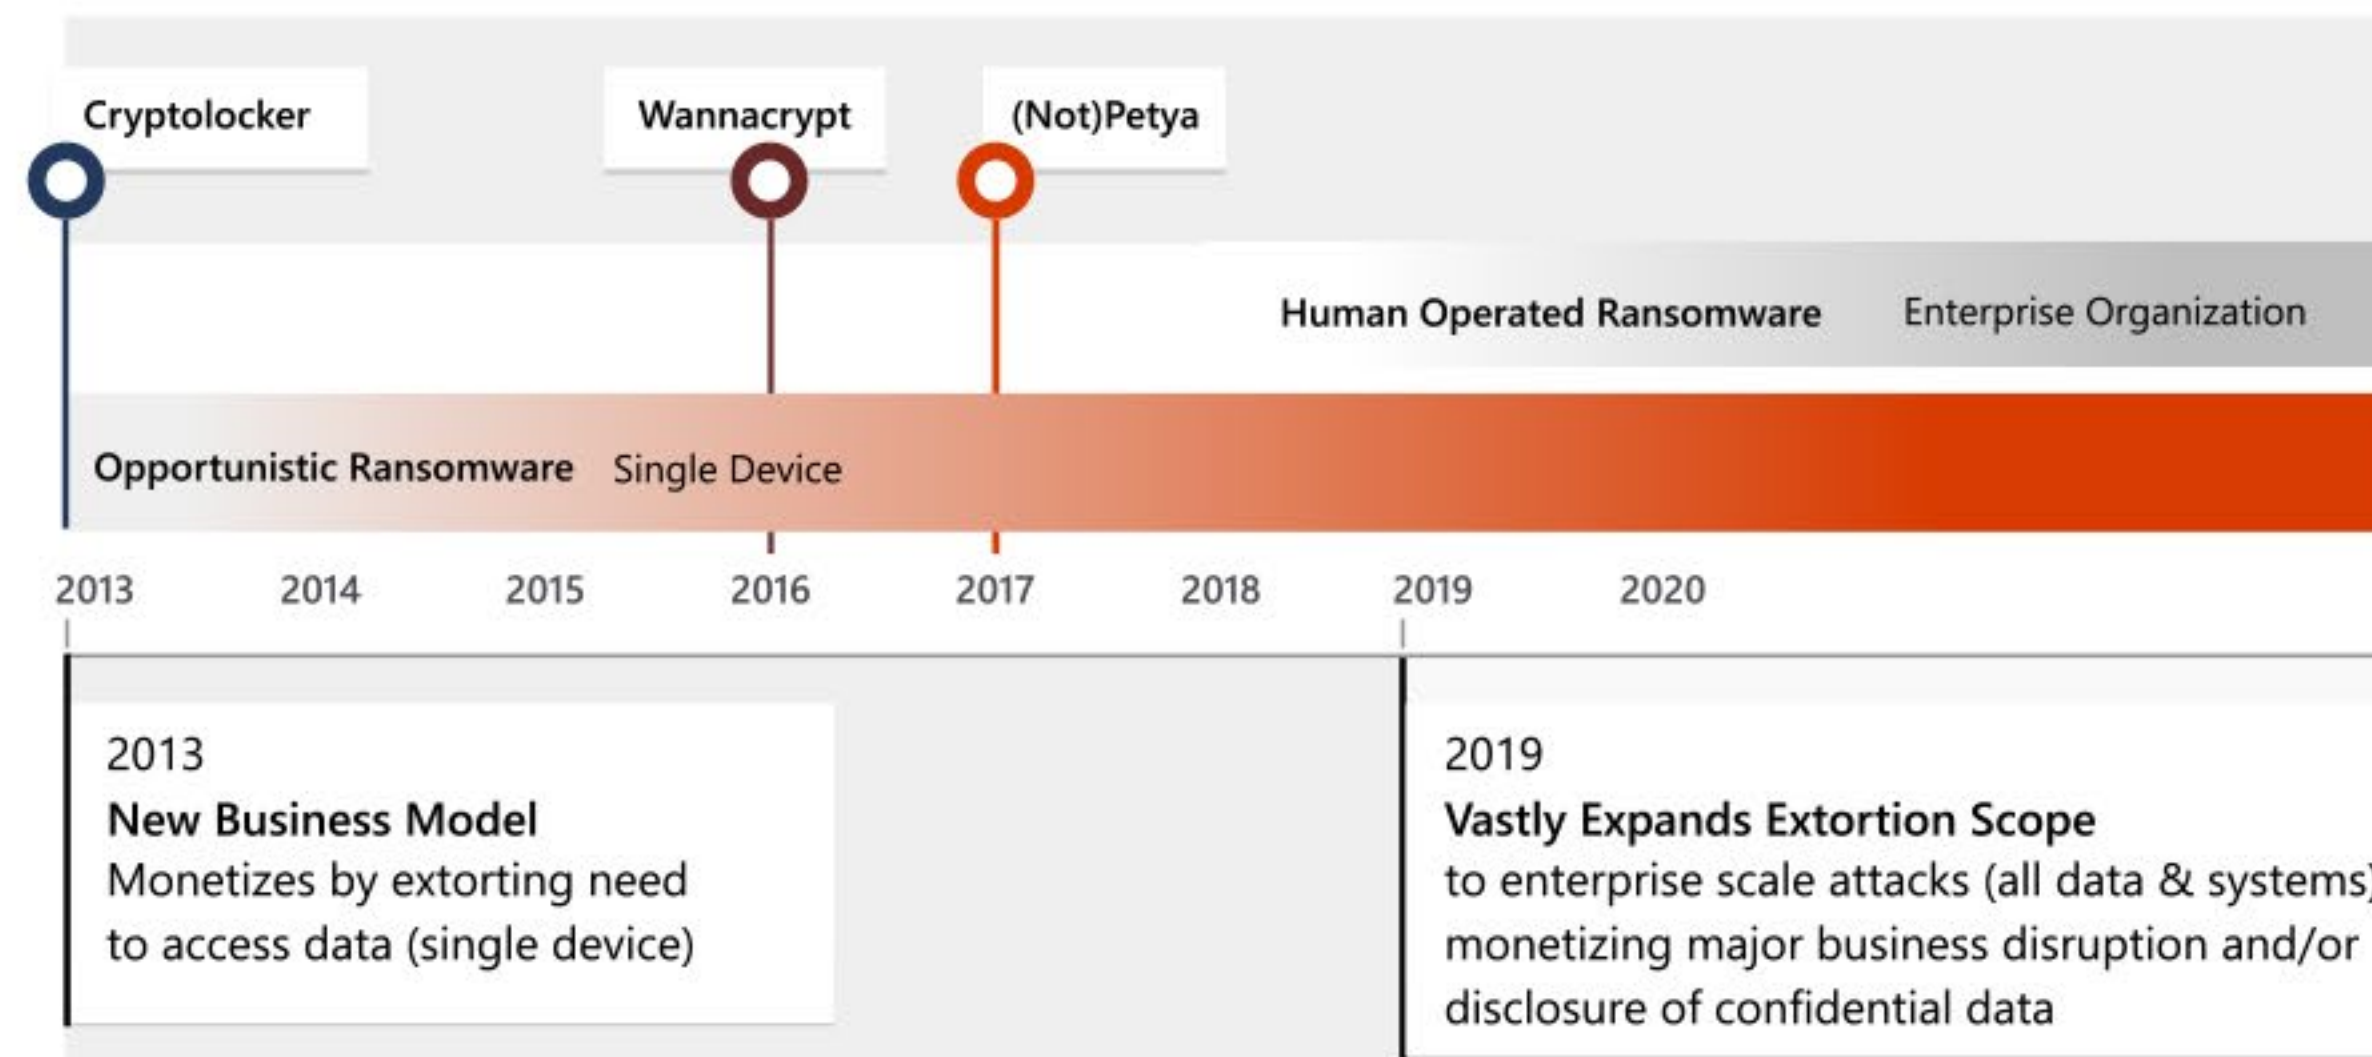 Cryptolocker
Wannacrypt
(Not)Petya
Human Operated Ransomware Enterprise Organization
Opportunistic Ransomware Single Device
2013 2014 2015 2016 2017 2018 2019 2020
2013
New Business Model
Monetizes by extorting need
to access data (single device)
2019
Vastly Expands Extortion Scope
to enterprise scale attacks (all data & systems)
monetizing major business disruption and/or
disclosure of confidential data